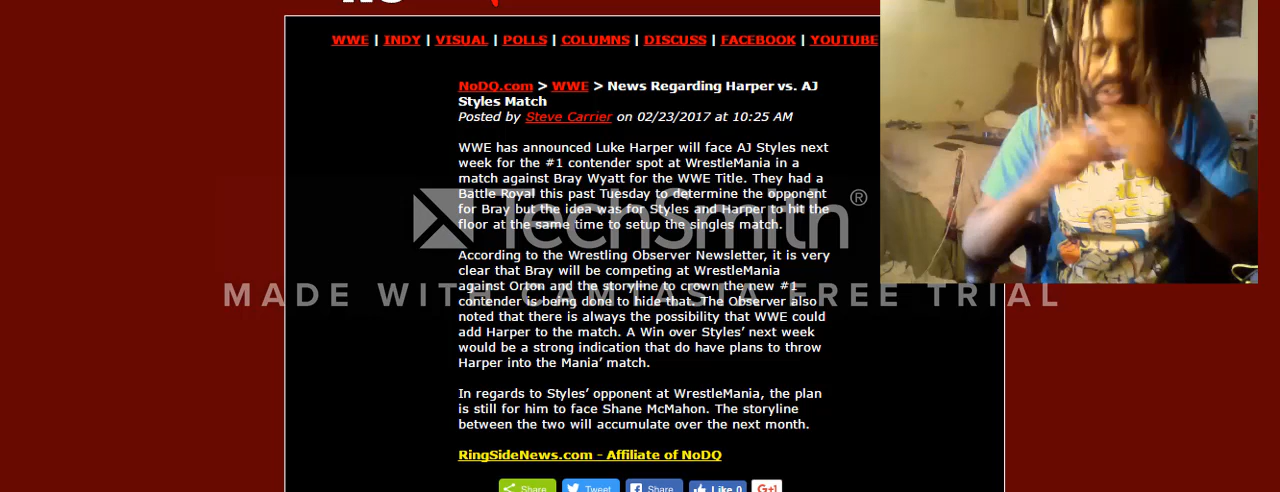 WWE | INDY | VISUAL | POLLS | COLUMNS | DISCUSS | FACEBOOK | YOUTUBE
NoDQ.com > WWE > News Regarding Harper vs. AJ
Styles Match
Posted by Steve Carrier on 02/23/2017 at 10:25 AM
WWE has announced Luke Harper will face AJ Styles next
week for the #1 contender spot at WrestleMania in a
match against Bray Wyatt for the WWE Title. They had a
Battle Royal this past Tuesday to determine the opponent
for Bray but the idea was for Styles and Harper to hit the
floor at the same time to setup the singles match.
TechSmith®
According to the Wrestling Observer Newsletter, it is very
clear that Bray will be competing at WrestleMania
against Orton and the storyline to crown the new #1
contender is being done to hide that. The Observer also
noted that there is always the possibility that WWE could
add Harper to the match. A Win over Styles’ next week
would be a strong indication that do have plans to throw
Harper into the Mania’ match.
MADE WITH CAMTASIA FREE TRIAL
In regards to Styles’ opponent at WrestleMania, the plan
is still for him to face Shane McMahon. The storyline
between the two will accumulate over the next month.
RingSideNews.com - Affiliate of NoDQ
Share Tweet Share Like 0 G+1